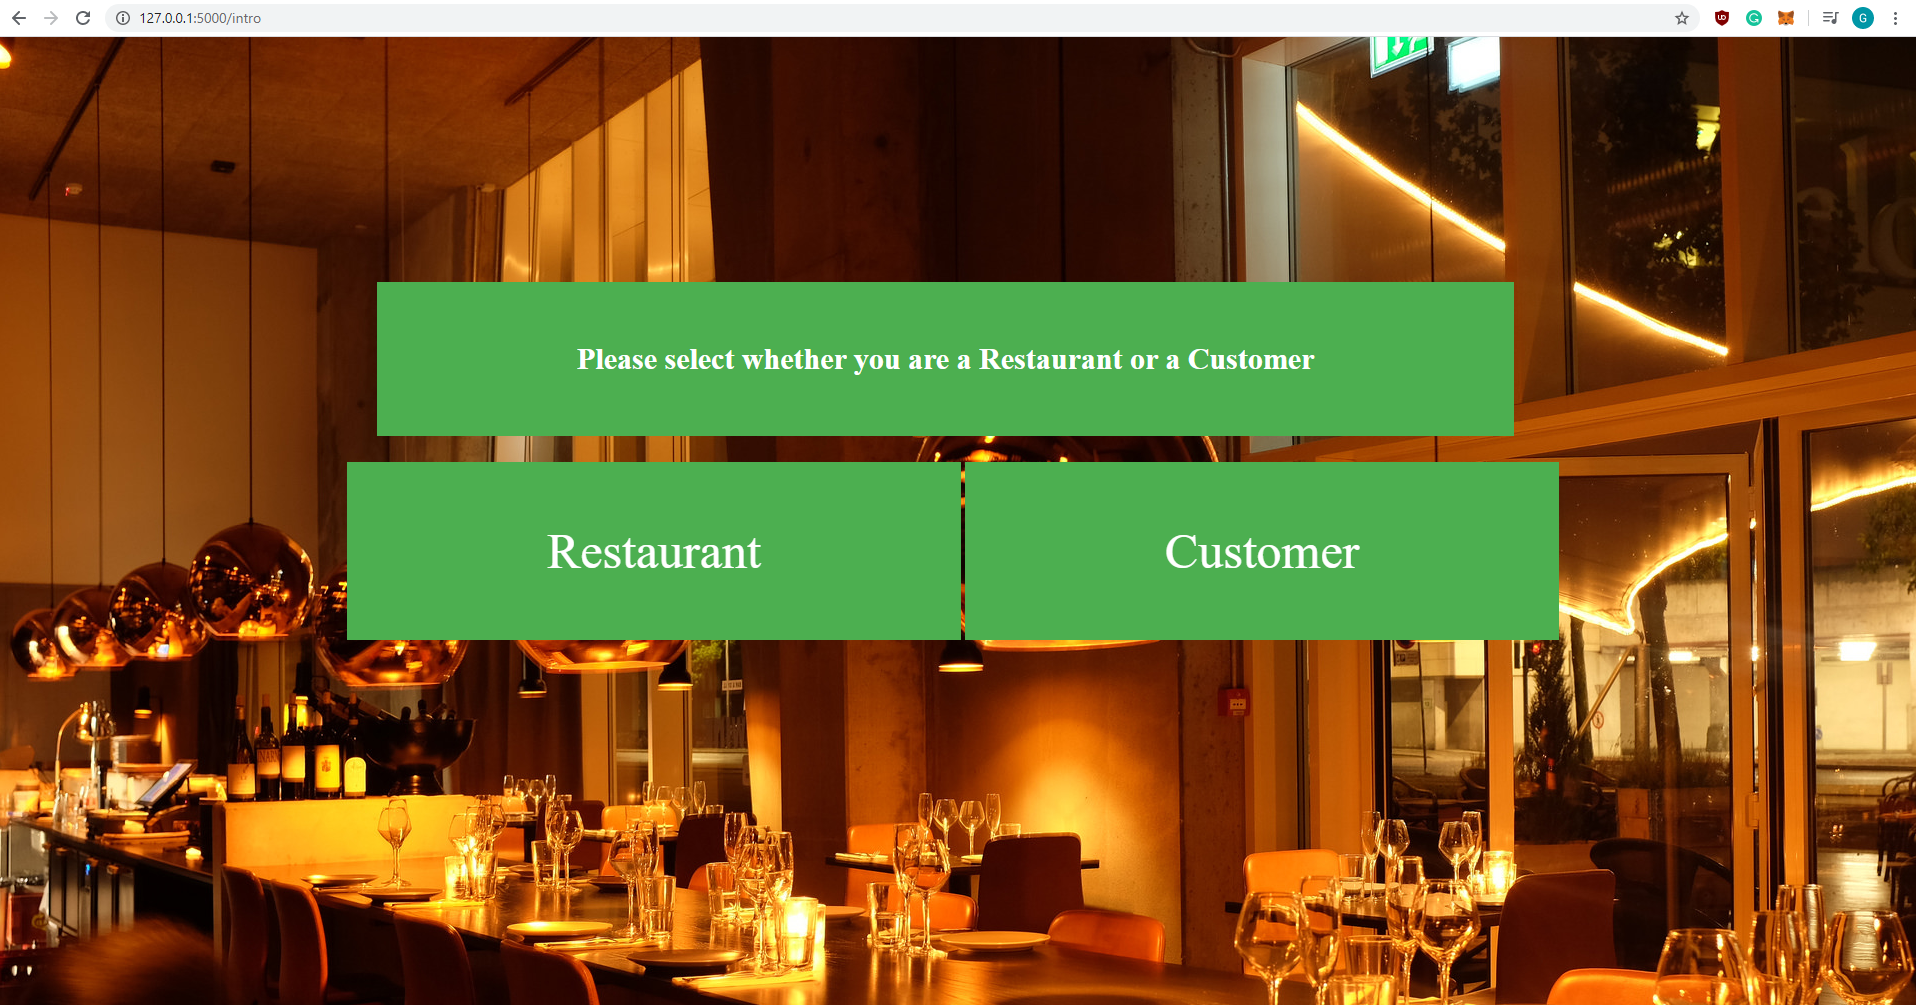 127.0.0.1:5000/intro
G
Please select whether you are a Restaurant or a Customer
Restaurant
Customer